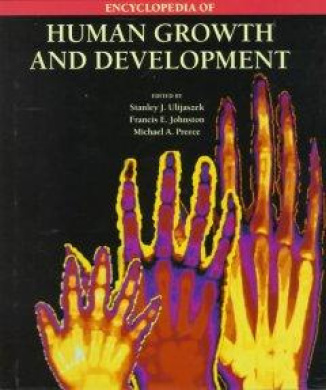 ENCYCLOPEDIA OF
HUMAN GROWTH
AND DEVELOPMENT
EDITED BY
Stanley J. Ulijaszek
Francis E. Johnston
Michael A. Preece